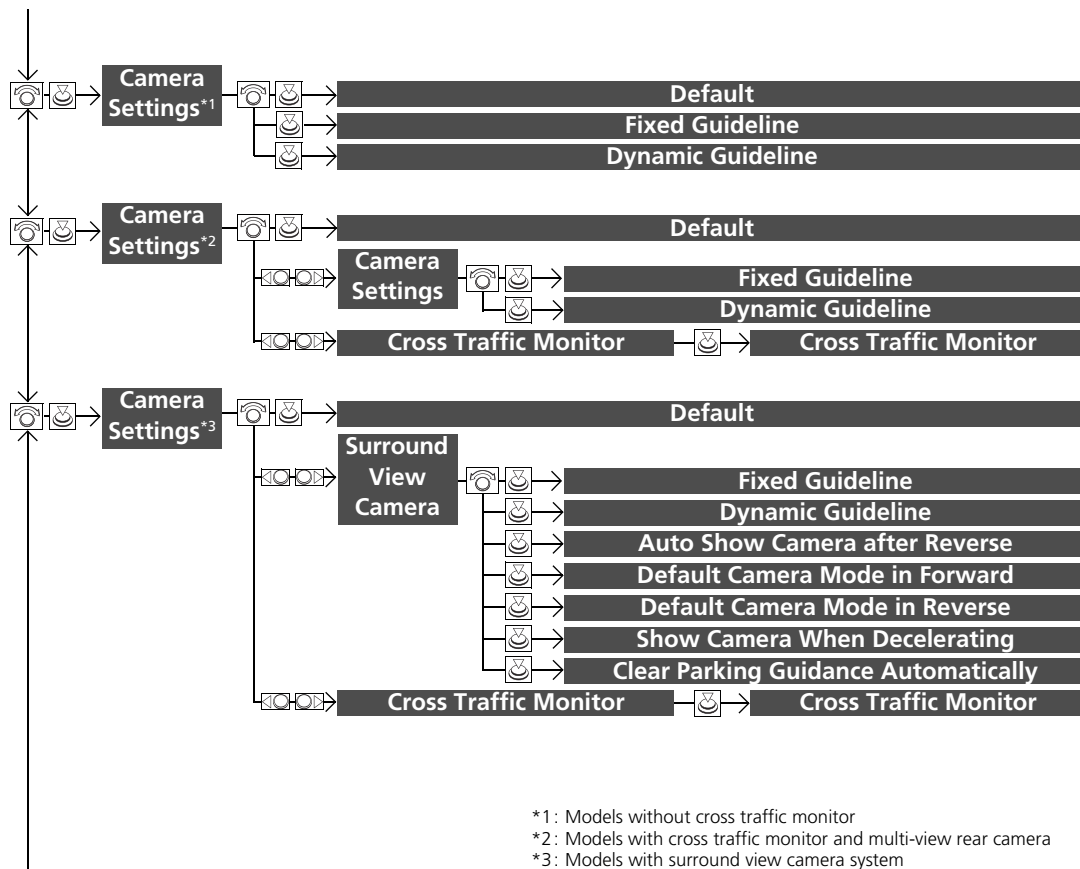 Camera
Settings*1
Default
Fixed Guideline
Dynamic Guideline
Camera
Settings*2
Default
Camera
Settings
Fixed Guideline
Dynamic Guideline
Cross Traffic Monitor
Cross Traffic Monitor
Camera
Settings*3
Default
Surround
View
Camera
Fixed Guideline
Dynamic Guideline
Auto Show Camera after Reverse
Default Camera Mode in Forward
Default Camera Mode in Reverse
Show Camera When Decelerating
Clear Parking Guidance Automatically
Cross Traffic Monitor
Cross Traffic Monitor
*1: Models without cross traffic monitor
*2: Models with cross traffic monitor and multi-view rear camera
*3: Models with surround view camera system